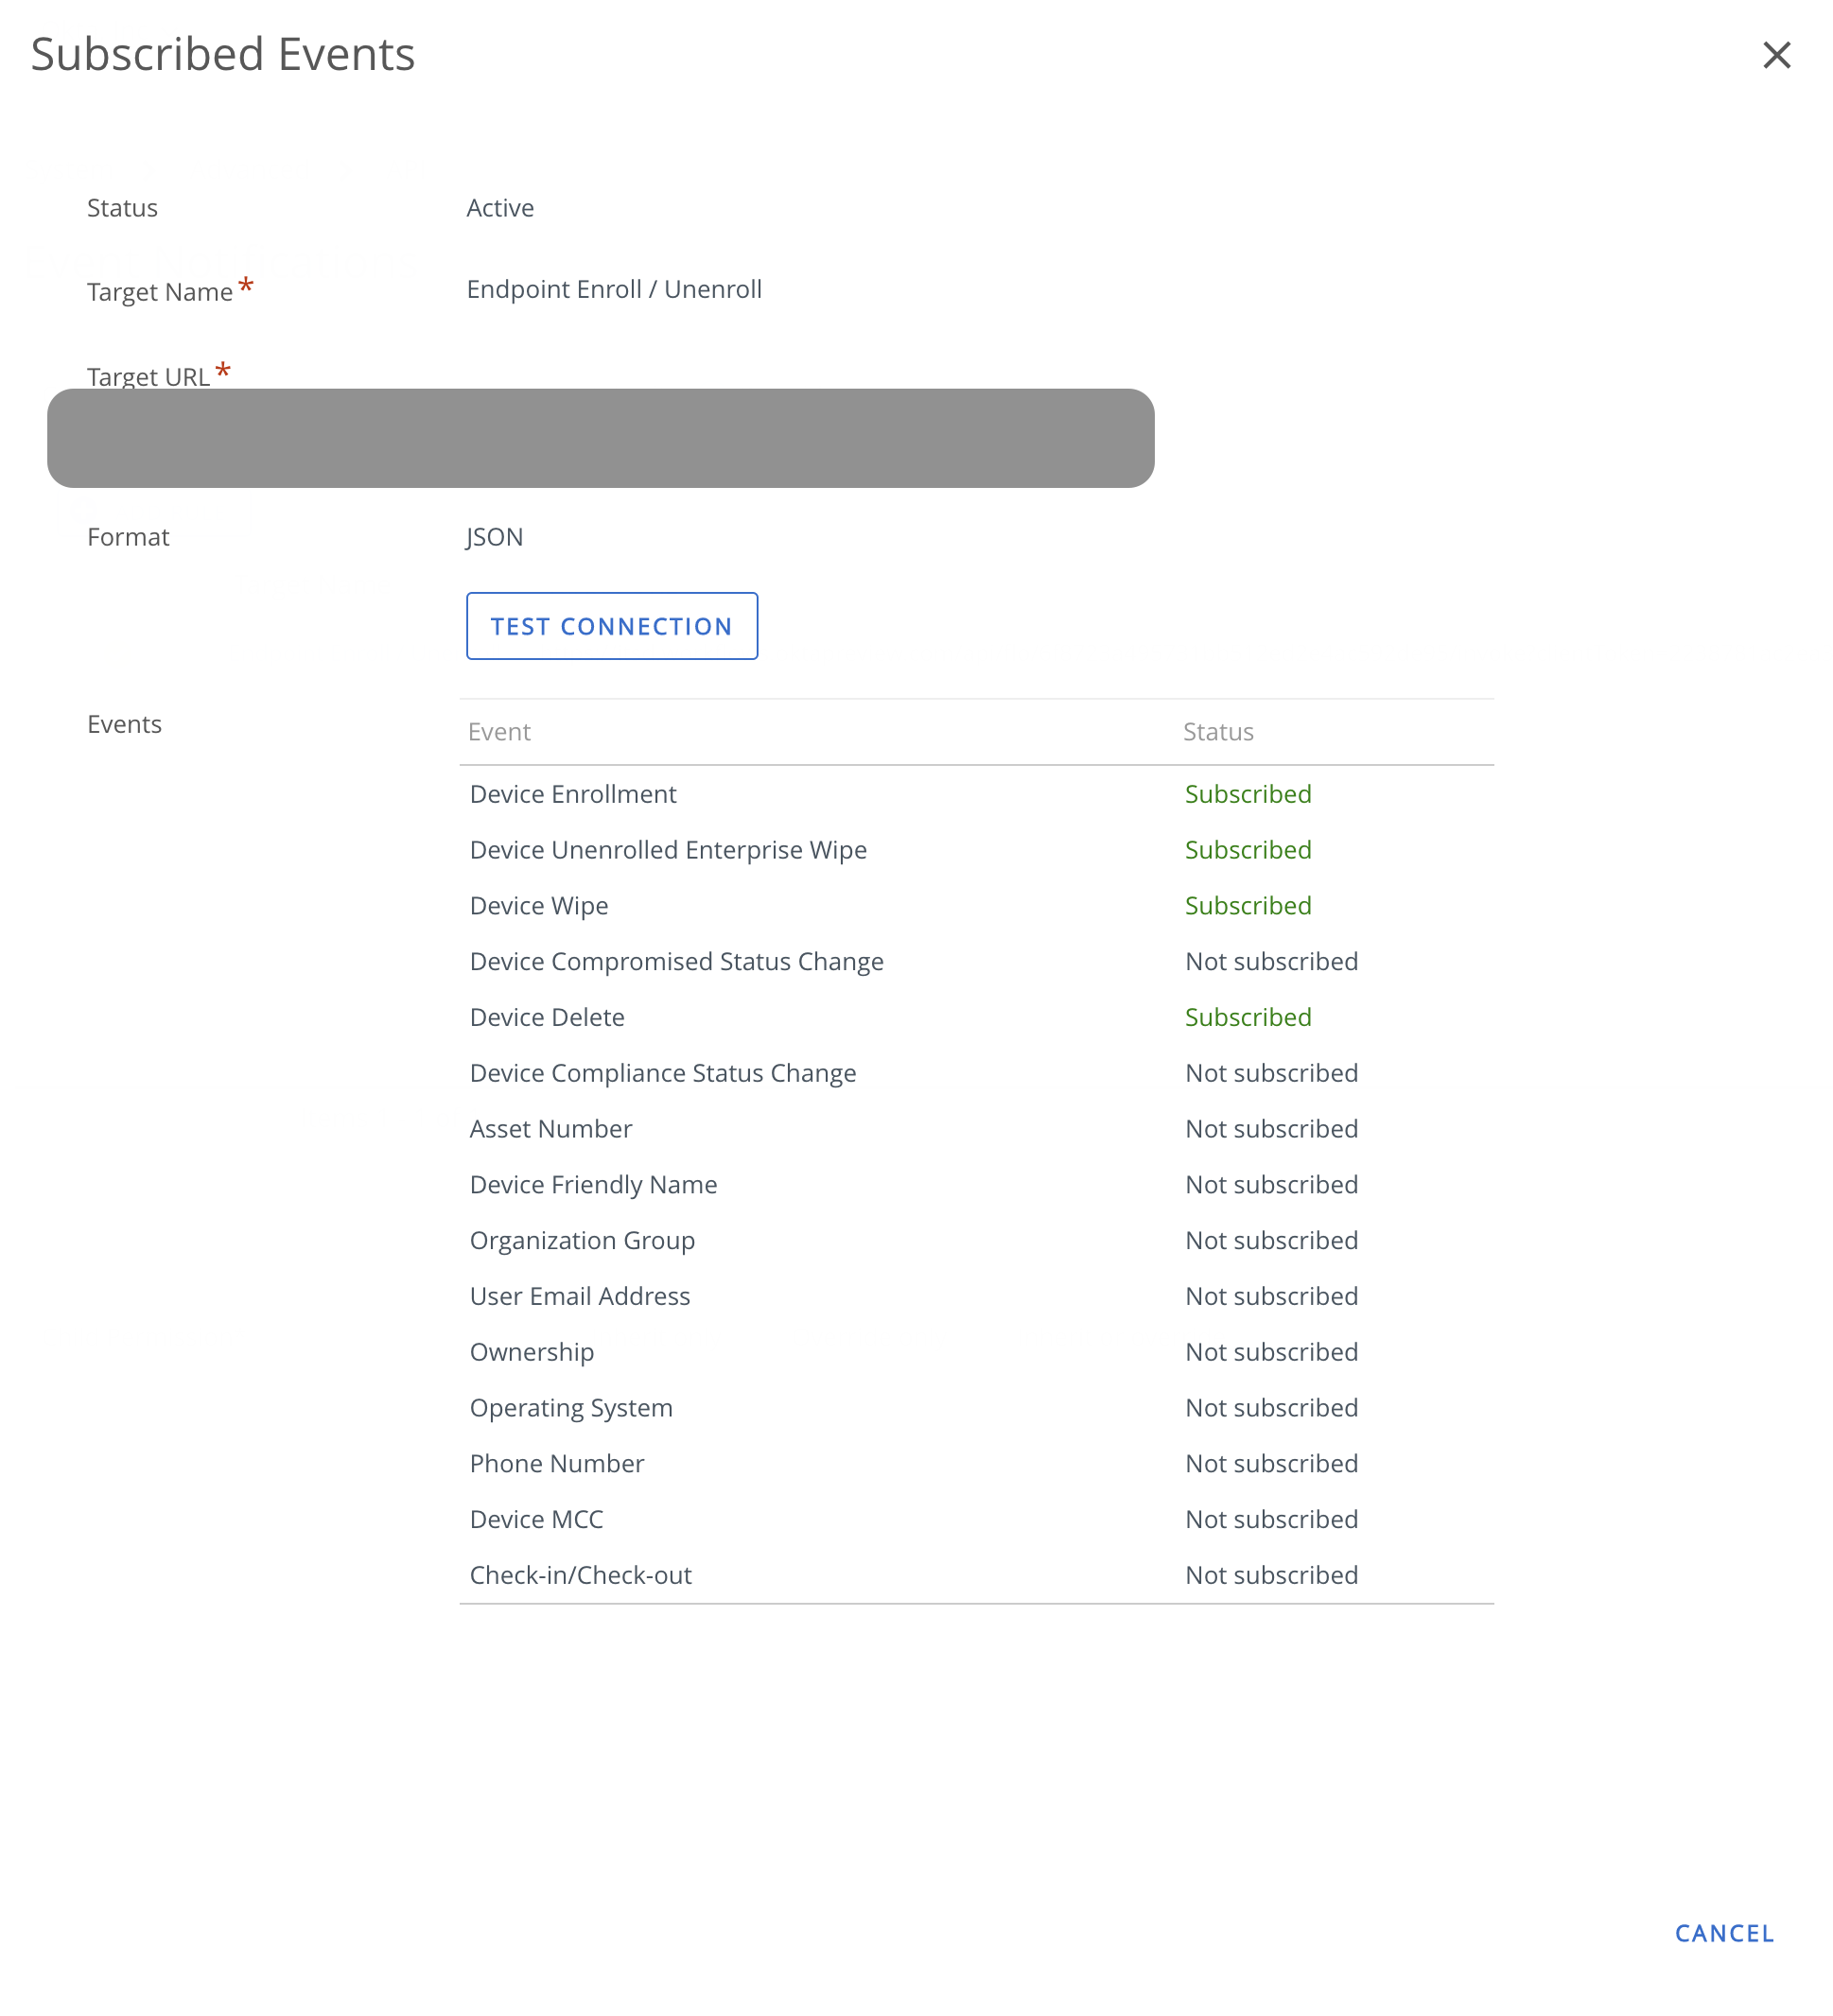 Subscribed Events
Status Active
Target Name * Endpoint Enroll / Unenroll
Target URL *
Format JSON
TEST CONNECTION
Events
Event Status
Device Enrollment Subscribed
Device Unenrolled Enterprise Wipe Subscribed
Device Wipe Subscribed
Device Compromised Status Change Not subscribed
Device Delete Subscribed
Device Compliance Status Change Not subscribed
Asset Number Not subscribed
Device Friendly Name Not subscribed
Organization Group Not subscribed
User Email Address Not subscribed
Ownership Not subscribed
Operating System Not subscribed
Phone Number Not subscribed
Device MCC Not subscribed
Check-in/Check-out Not subscribed
CANCEL